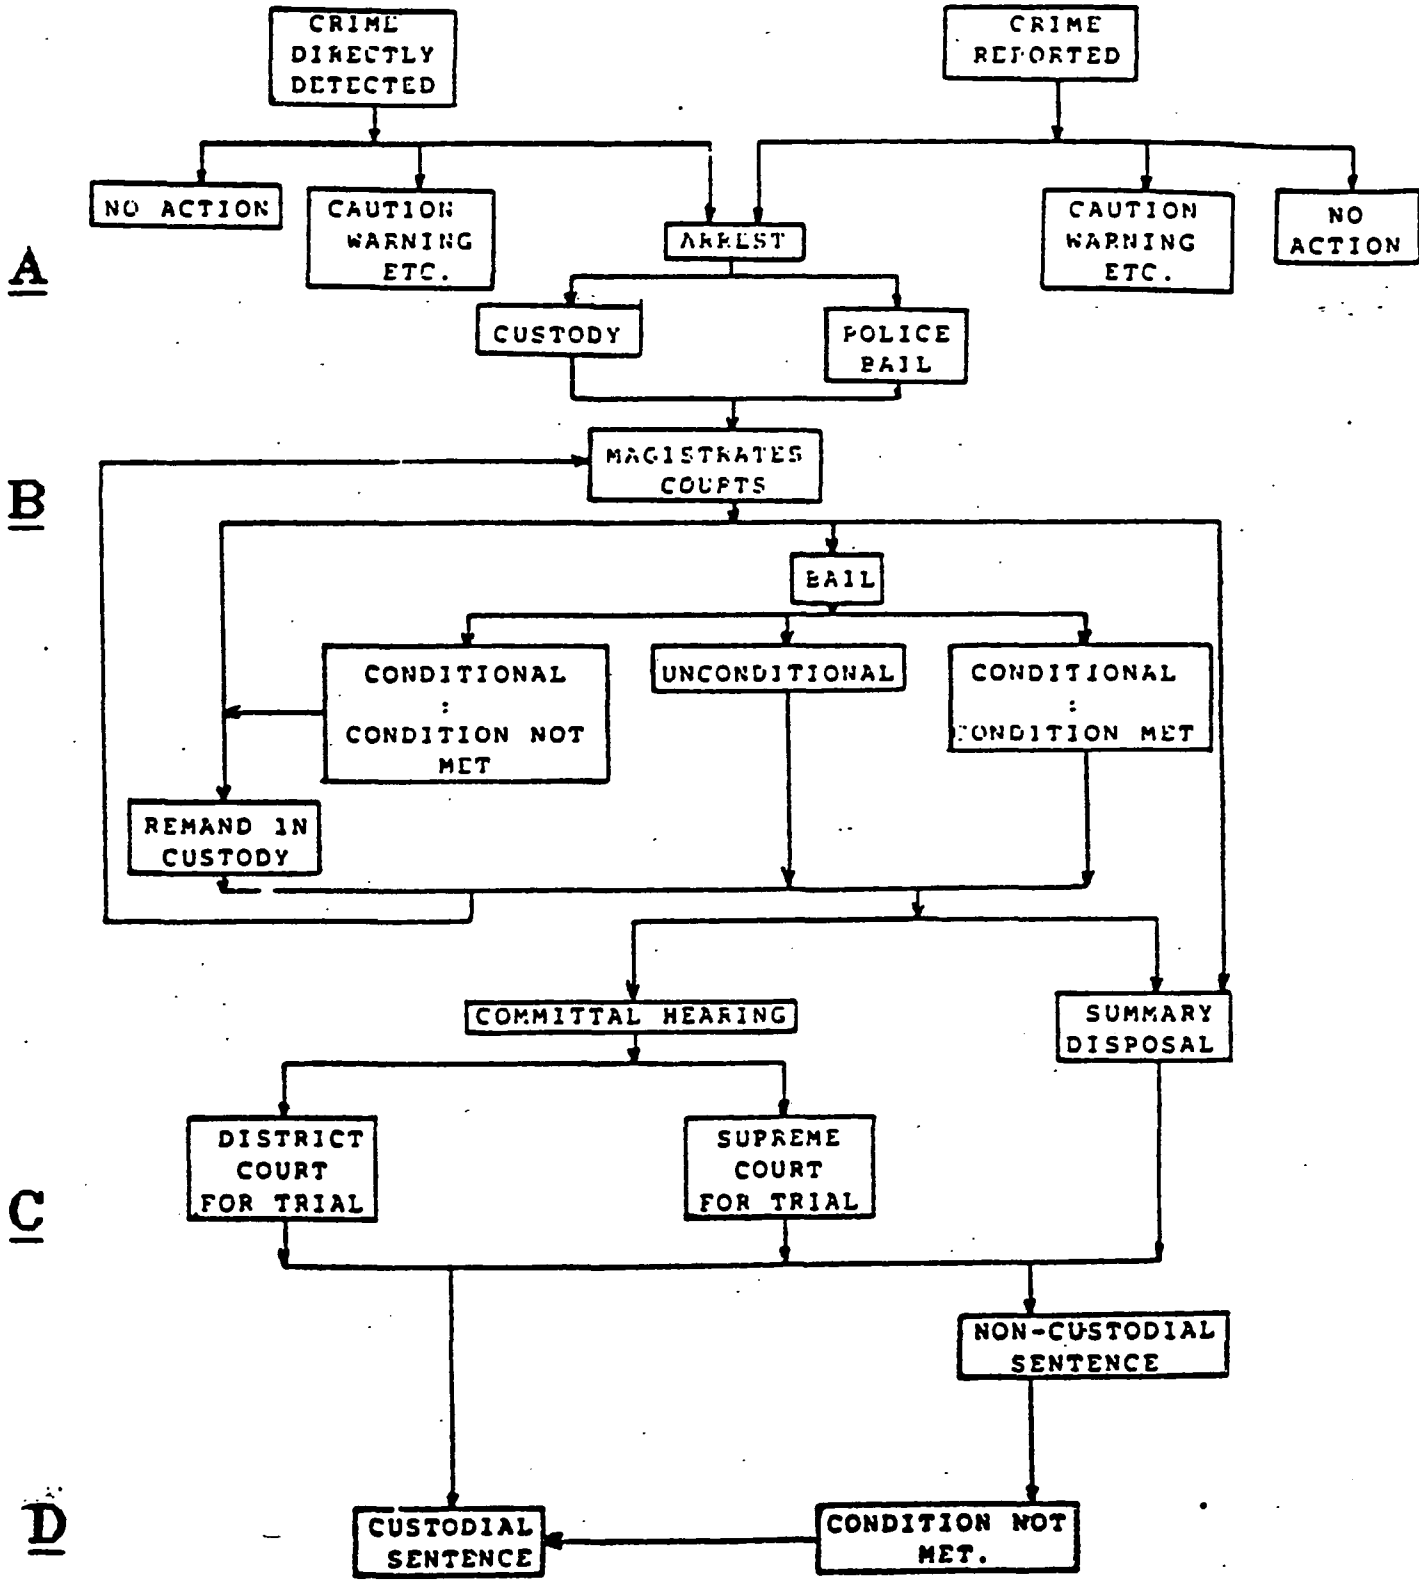 CRIME
DIRECTLY
DETECTED
CRIME
REPORTED
NO ACTION
CAUTION
WARNING
ETC.
ARREST
CAUTION
WARNING
ETC.
NO
ACTION
A
CUSTODY
POLICE
BAIL
MAGISTRATES
COURTS
B
BAIL
CONDITIONAL
:
CONDITION NOT
MET
UNCONDITIONAL
CONDITIONAL
:
CONDITION MET
REMAND IN
CUSTODY
COMMITTAL HEARING
SUMMARY
DISPOSAL
DISTRICT
COURT
FOR TRIAL
SUPREME
COURT
FOR TRIAL
C
NON-CUSTODIAL
SENTENCE
D
CUSTODIAL
SENTENCE
CONDITION NOT
MET.